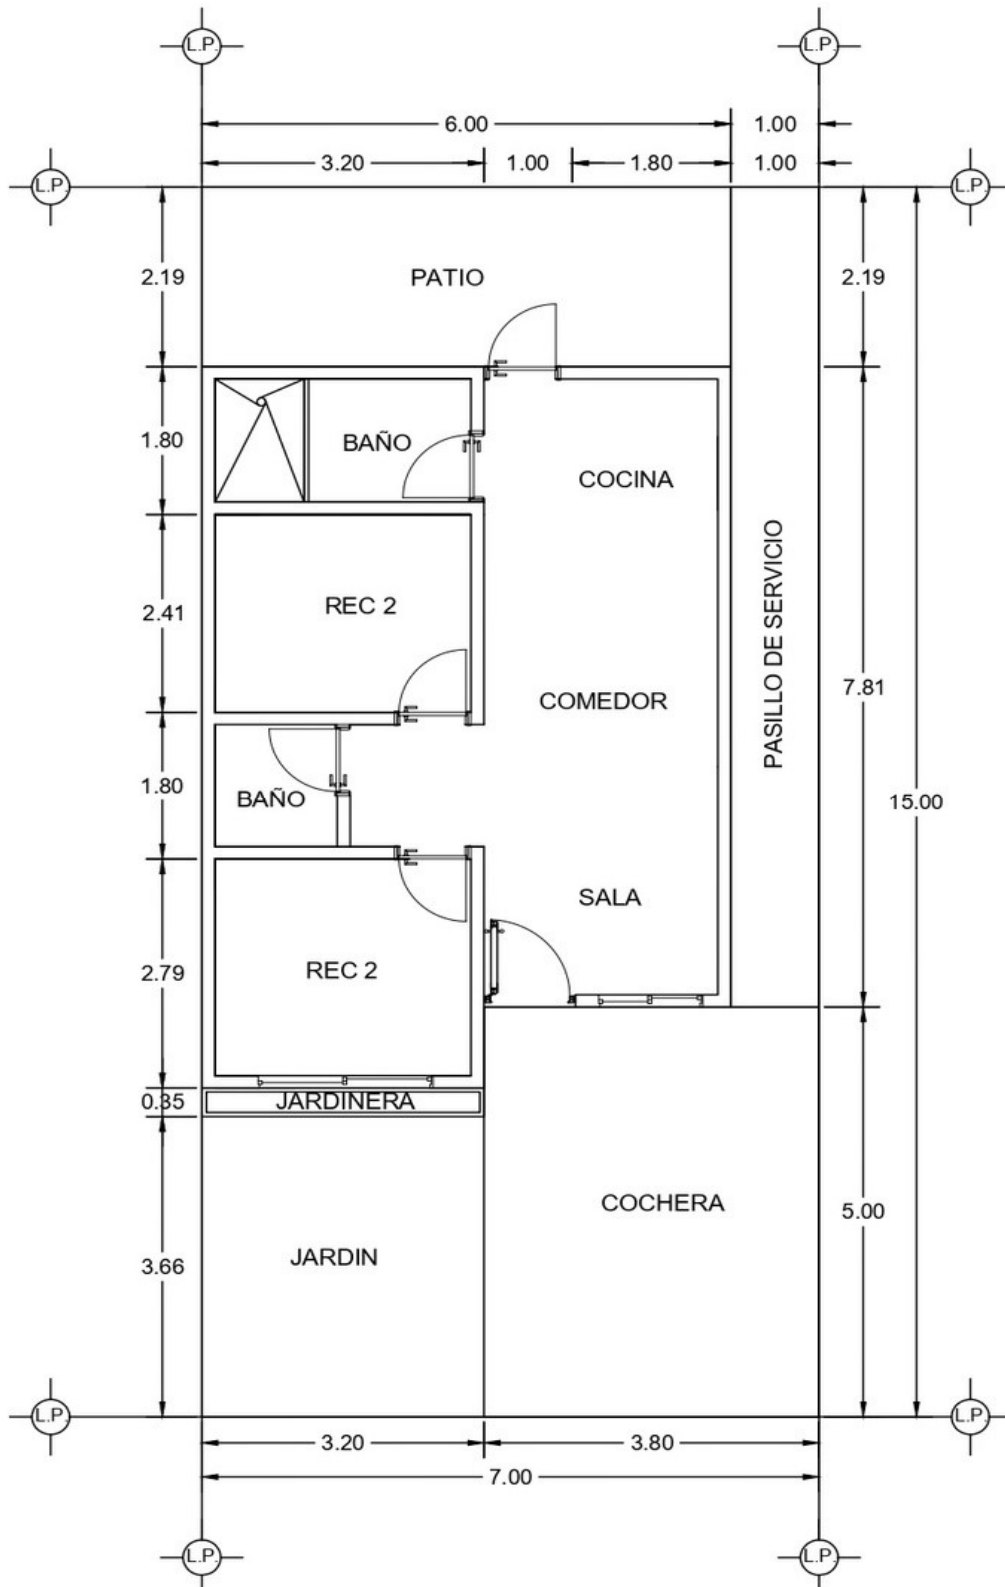 L.P. L.P.
6.00 1.00
3.20 1.00 1.80 1.00
L.P. L.P.
2.19 PATIO 2.19
1.80 BAÑO
COCINA
2.41 REC 2
PASILLO DE SERVICIO
COMEDOR 7.81
1.80 BAÑO 15.00
SALA
2.79 REC 2
0.35 JARDINERA
COCHERA 5.00
3.66 JARDIN
L.P. L.P.
3.20 3.80
7.00
L.P. L.P.